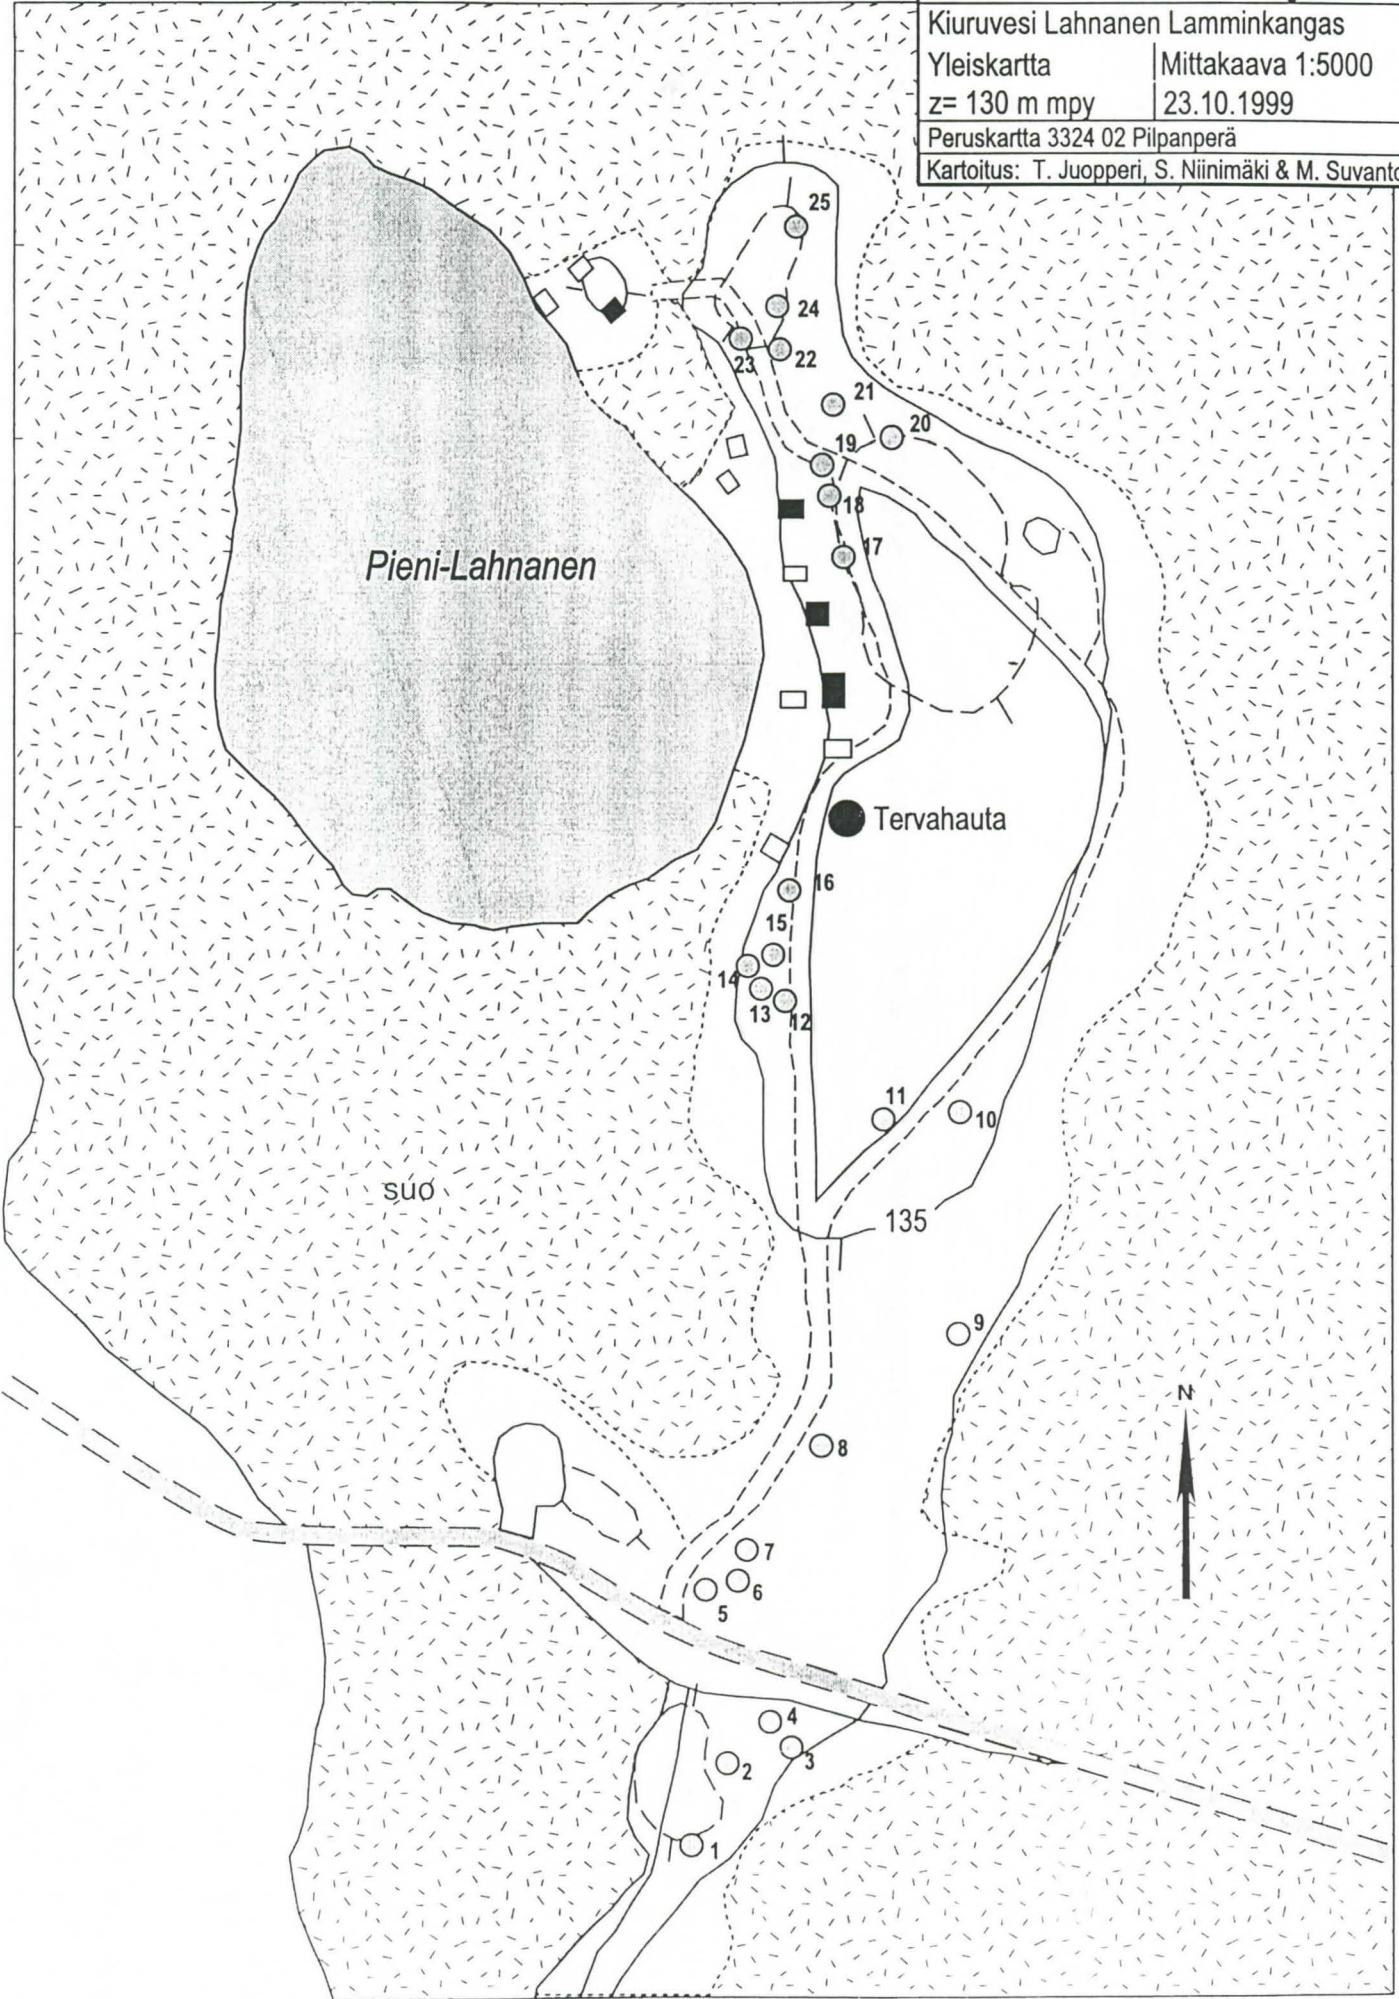 Kiuruvesi Lahnanen Lamminkangas
Yleiskartta Mittakaava 1:5000
z= 130 m mpy 23.10.1999
Peruskartta 3324 02 Pilpanperä
Kartoitus: T. Juopperi, S. Niinimäki & M. Suvanto
25
24
23
22
21
20
19
18
17
Pieni-Lahnanen
Tervahauta
16
15
14
13
12
11
10
suo
135
9
N
8
7
6
5
4
3
2
1